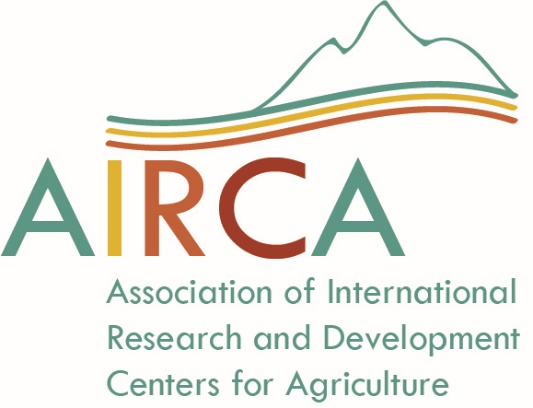 AIRCA
Association of International
Research and Development
Centers for Agriculture